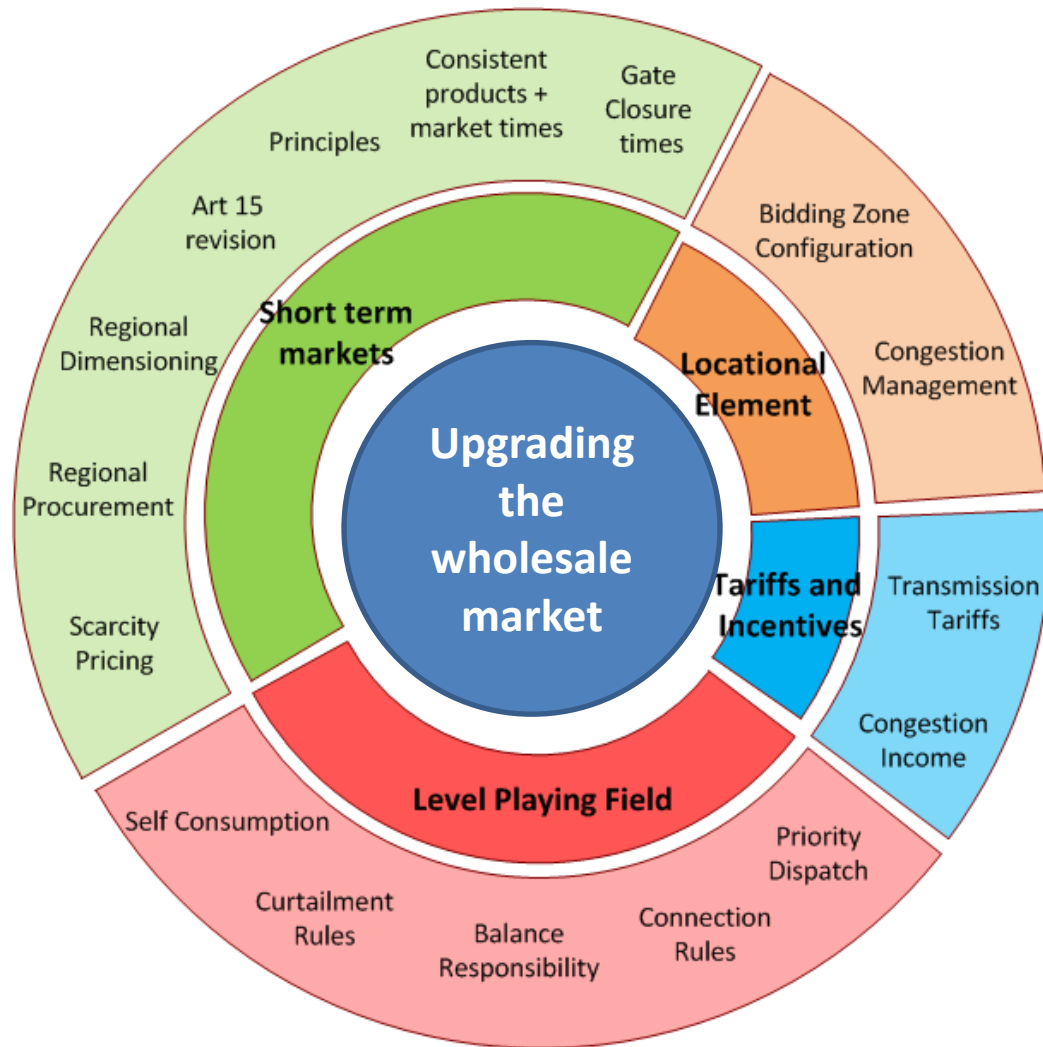 Consistent
products +
market times
Gate
Closure
times
Principles
Art 15
revision
Regional
Dimensioning
Regional
Procurement
Scarcity
Pricing
Short term
markets
Bidding Zone
Configuration
Congestion
Management
Locational
Element
Upgrading
the
wholesale
market
Tariffs and
Incentives
Transmission
Tariffs
Congestion
Income
Level Playing Field
Self Consumption
Curtailment
Rules
Balance
Responsibility
Connection
Rules
Priority
Dispatch